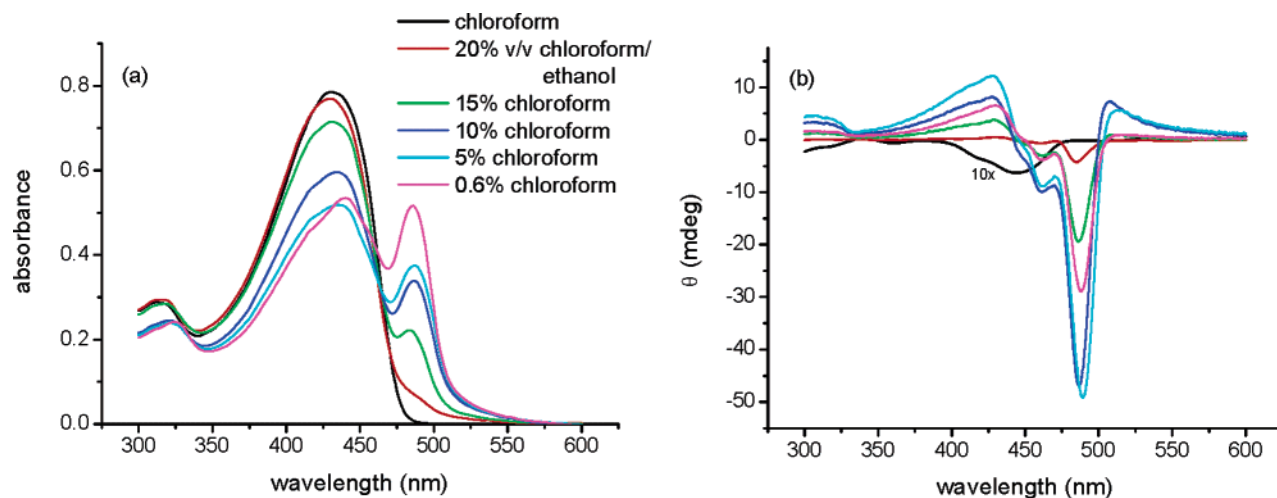 (a)
chloroform
20% v/v chloroform/
ethanol
15% chloroform
10% chloroform
5% chloroform
0.6% chloroform
absorbance
0.8
0.6
0.4
0.2
0.0
300 350 400 450 500 550 600
wavelength (nm)
(b)
θ (mdeg)
10
0
-10
-20
-30
-40
-50
10x
300 350 400 450 500 550 600
wavelength (nm)